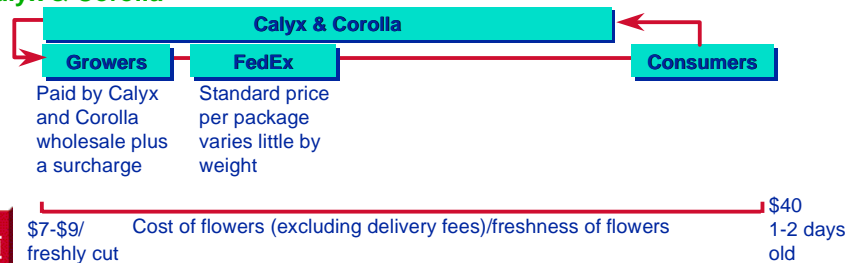 Calyx & Corolla
Growers
FedEx
Consumers
Paid by Calyx
and Corolla
wholesale plus
a surcharge
Standard price
per package
varies little by
weight
$7-$9/
freshly cut
Cost of flowers (excluding delivery fees)/freshness of flowers
$40
1-2 days
old